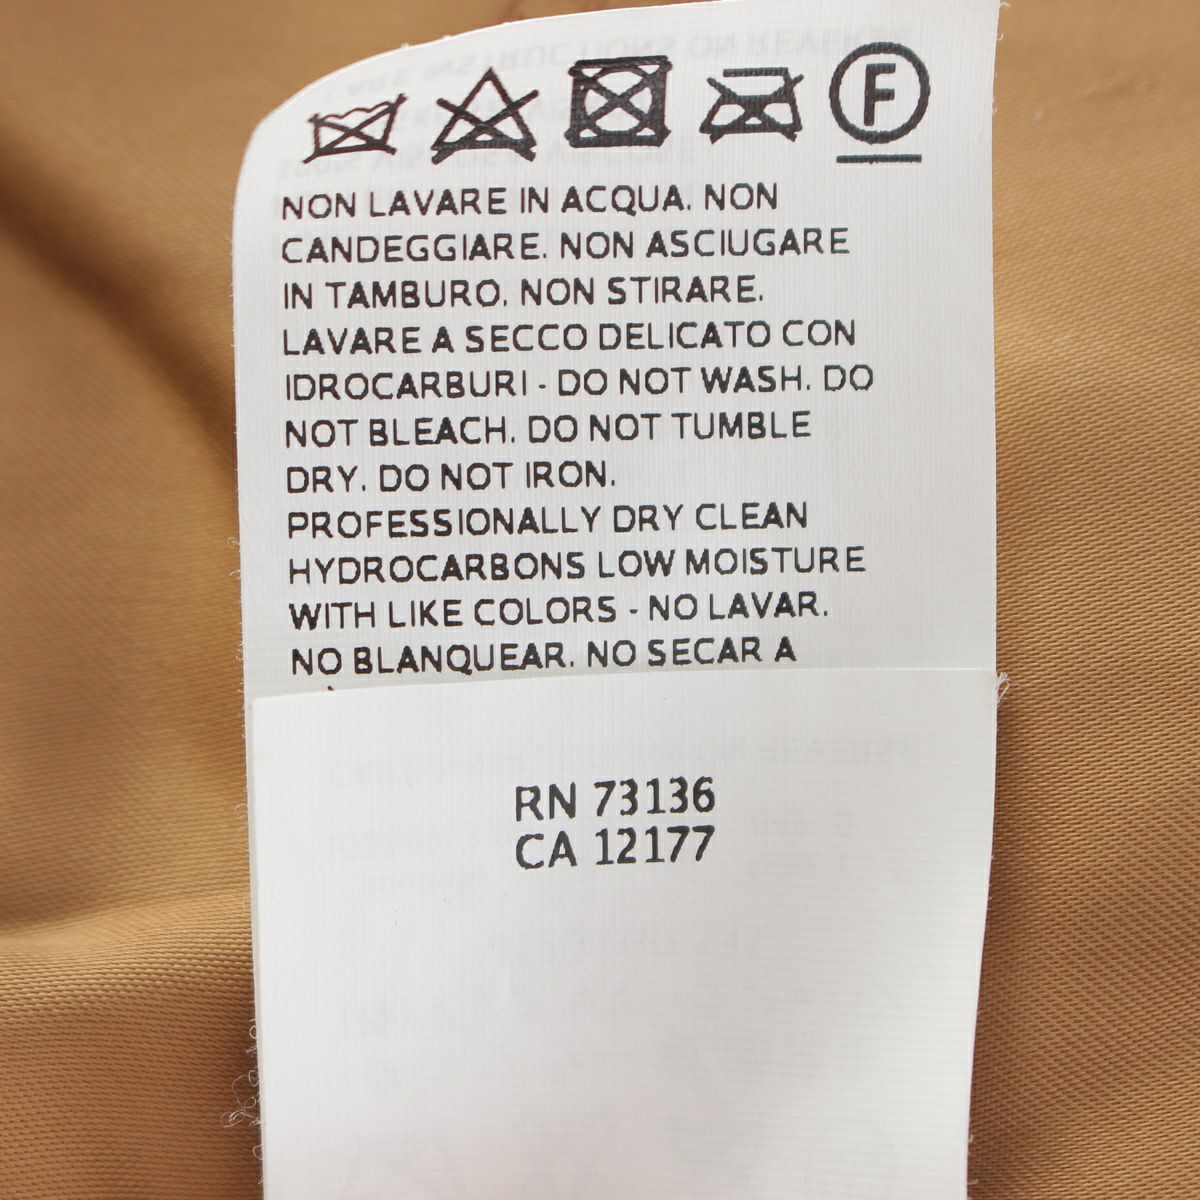 F
NON LAVARE IN ACQUA. NON
CANDEGGIARE. NON ASCIUGARE
IN TAMBURO. NON STIRARE.
LAVARE A SECCO DELICATO CON
IDROCARBURI - DO NOT WASH. DO
NOT BLEACH. DO NOT TUMBLE
DRY. DO NOT IRON.
PROFESSIONALLY DRY CLEAN
HYDROCARBONS LOW MOISTURE
WITH LIKE COLORS - NO LAVAR.
NO BLANQUEAR. NO SECAR A
RN 73136
CA 12177